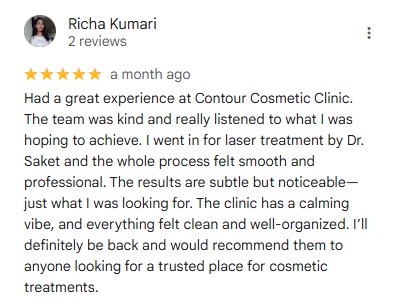 Richa Kumari
2 reviews
a month ago
Had a great experience at Contour Cosmetic Clinic.
The team was kind and really listened to what I was
hoping to achieve. I went in for laser treatment by Dr.
Saket and the whole process felt smooth and
professional. The results are subtle but noticeable—
just what I was looking for. The clinic has a calming
vibe, and everything felt clean and well-organized. I’ll
definitely be back and would recommend them to
anyone looking for a trusted place for cosmetic
treatments.